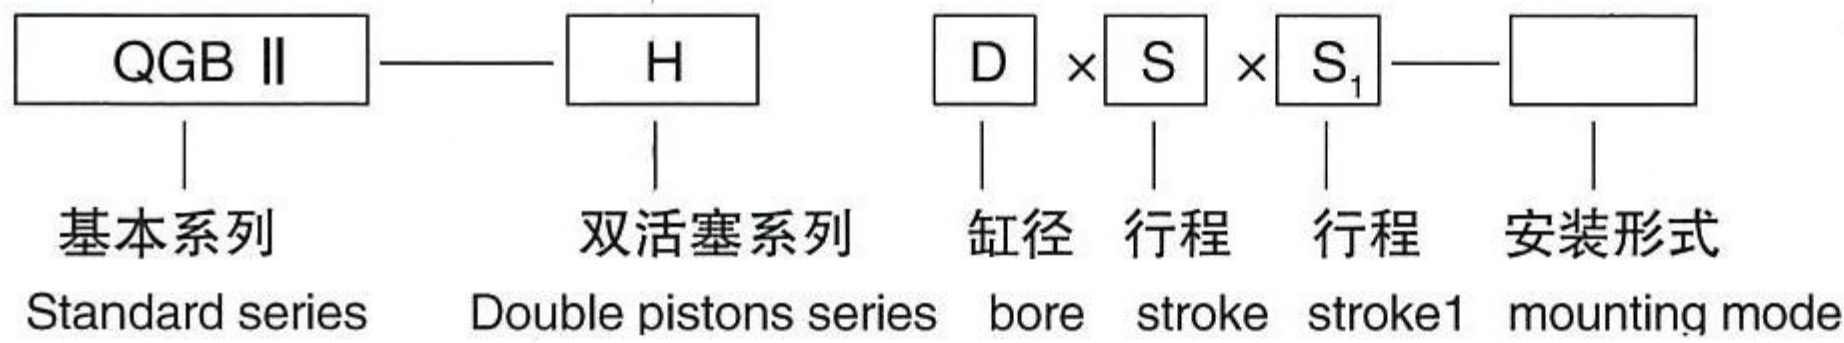 QGB II H D × S × S₁
基本系列 双活塞系列 缸径 行程 行程 安装形式
Standard series Double pistons series bore stroke stroke1 mounting mode